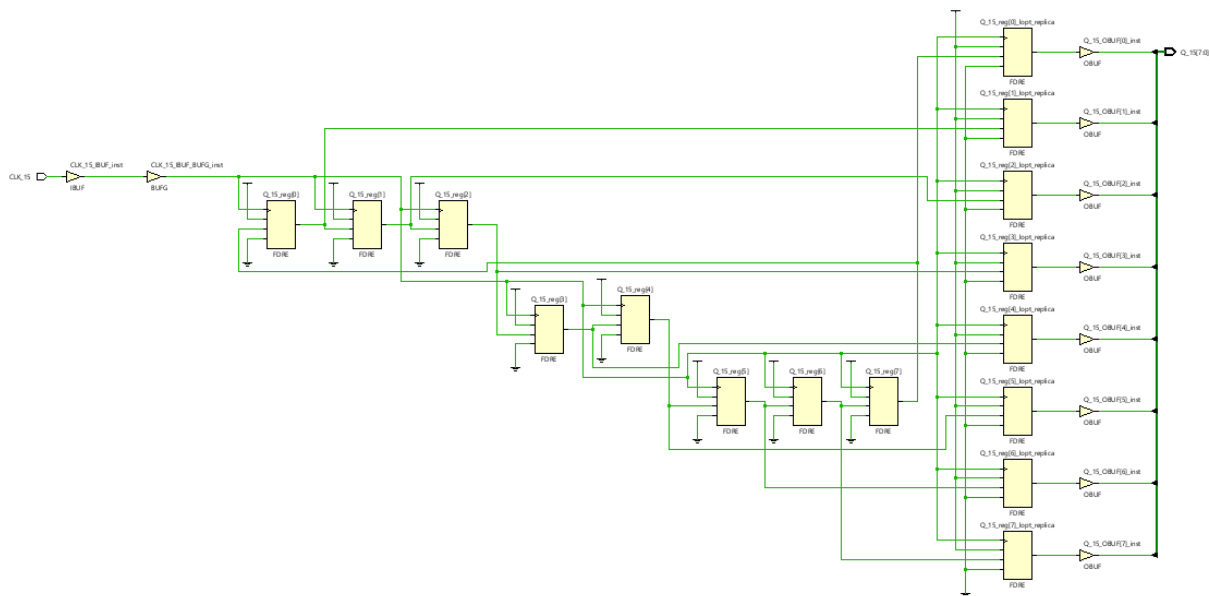 Q_15_reg[0]_lopt_replica
Q_15_OBUF[0]_inst
Q_15[7:0]
OBUF
FDRE
Q_15_reg[1]_lopt_replica
Q_15_OBUF[1]_inst
OBUF
FDRE
CLK_15_IBUF_inst
CLK_15_IBUF_BUFG_inst
CLK_15
IBUF
BUFG
Q_15_reg[2]_lopt_replica
Q_15_OBUF[2]_inst
OBUF
FDRE
Q_15_reg[0]
Q_15_reg[1]
Q_15_reg[2]
FDRE
FDRE
FDRE
Q_15_reg[3]_lopt_replica
Q_15_OBUF[3]_inst
OBUF
FDRE
Q_15_reg[3]
Q_15_reg[4]
FDRE
FDRE
Q_15_reg[4]_lopt_replica
Q_15_OBUF[4]_inst
OBUF
FDRE
Q_15_reg[5]
Q_15_reg[6]
Q_15_reg[7]
FDRE
FDRE
FDRE
Q_15_reg[5]_lopt_replica
Q_15_OBUF[5]_inst
OBUF
FDRE
Q_15_reg[6]_lopt_replica
Q_15_OBUF[6]_inst
OBUF
FDRE
Q_15_reg[7]_lopt_replica
Q_15_OBUF[7]_inst
OBUF
FDRE